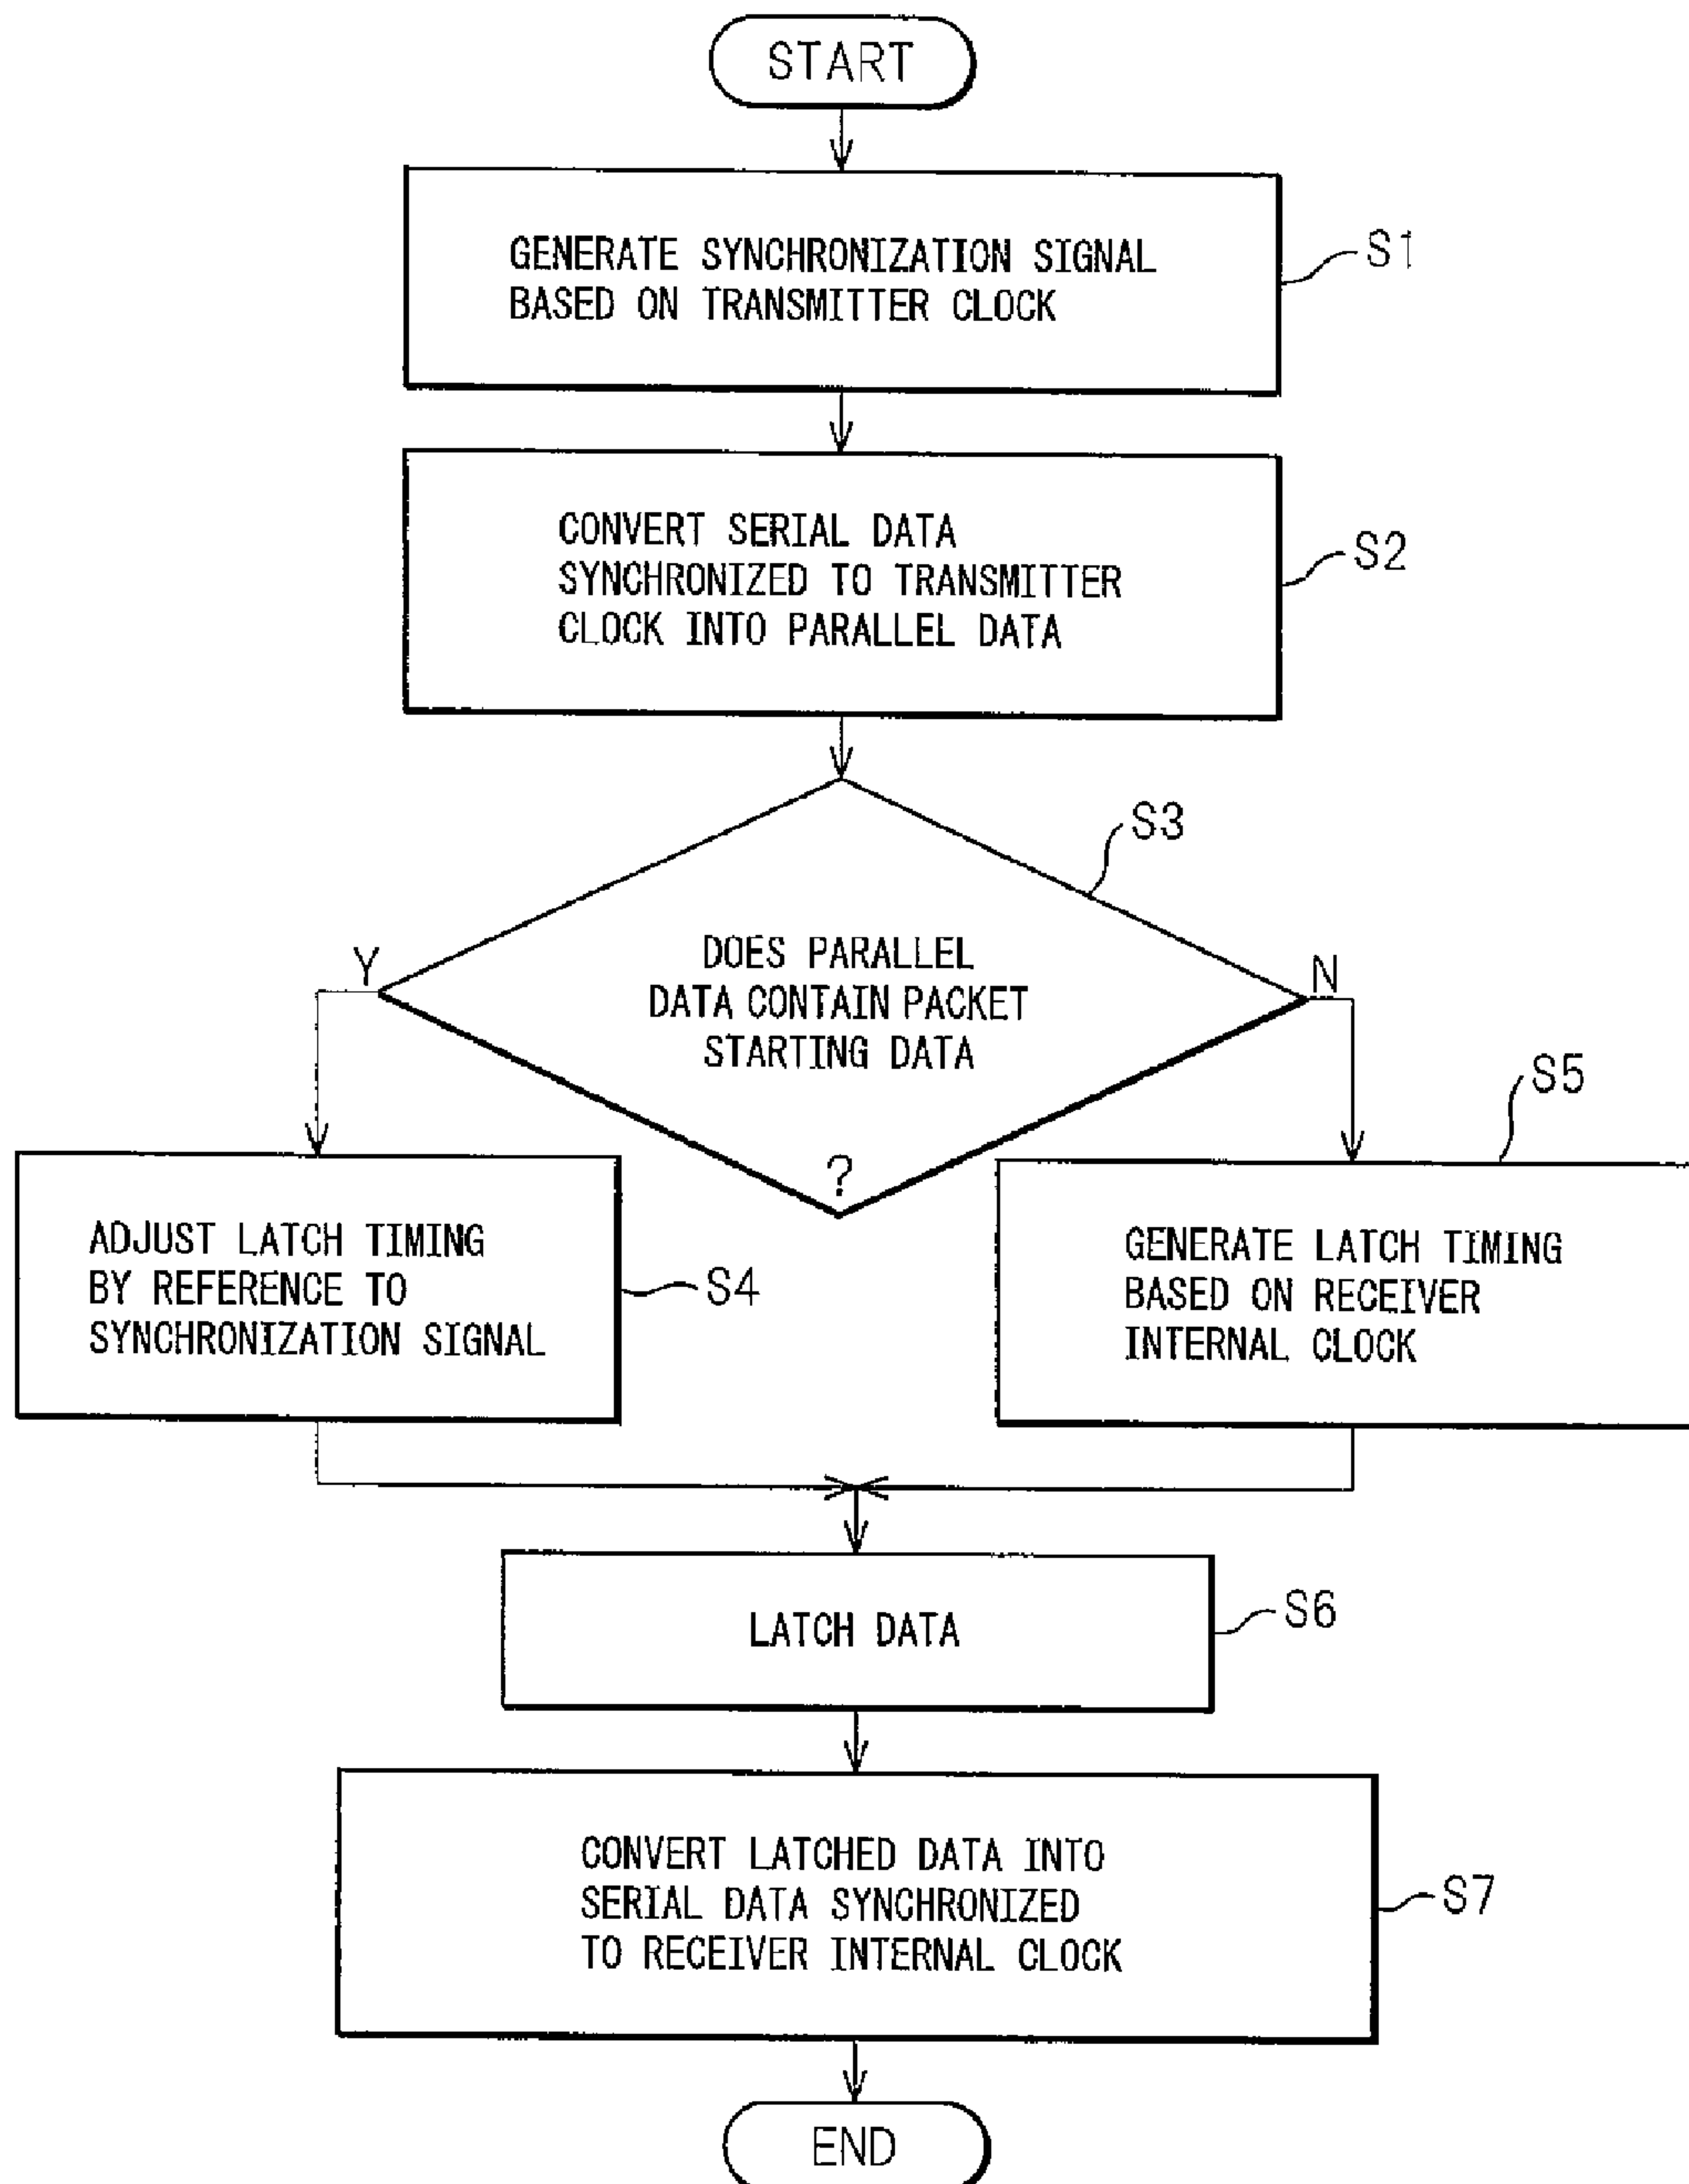 START
GENERATE SYNCHRONIZATION SIGNAL
BASED ON TRANSMITTER CLOCK
S1
CONVERT SERIAL DATA
SYNCHRONIZED TO TRANSMITTER
CLOCK INTO PARALLEL DATA
S2
S3
DOES PARALLEL
DATA CONTAIN PACKET
STARTING DATA
?
Y
N
ADJUST LATCH TIMING
BY REFERENCE TO
SYNCHRONIZATION SIGNAL
S4
S5
GENERATE LATCH TIMING
BASED ON RECEIVER
INTERNAL CLOCK
LATCH DATA
S6
CONVERT LATCHED DATA INTO
SERIAL DATA SYNCHRONIZED
TO RECEIVER INTERNAL CLOCK
S7
END